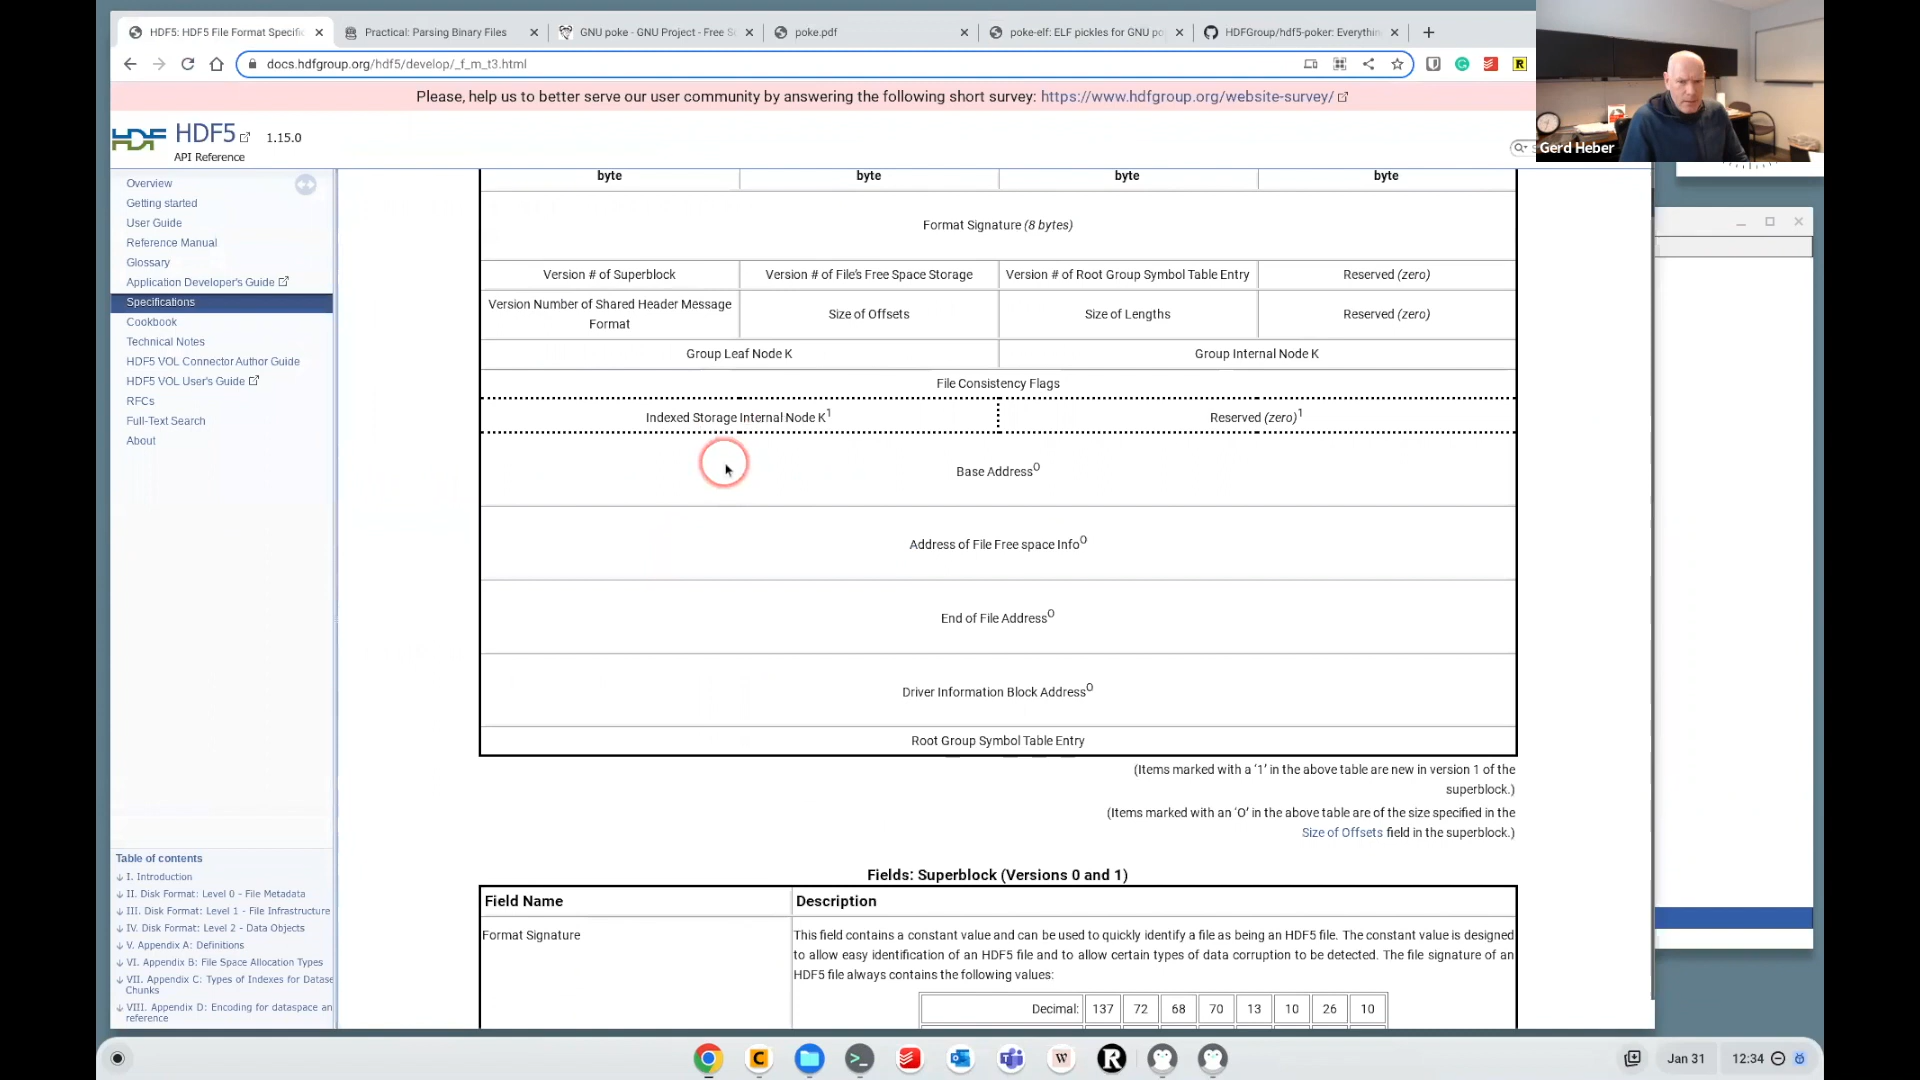 HDF5: HDF5 File Format Specific
Practical: Parsing Binary Files
GNU poke - GNU Project - Free S
poke.pdf
poke-elf: ELF pickles for GNU po
HDFGroup/hdf5-poker: Everythin
docs.hdfgroup.org/hdf5/develop/_f_m_t3.html
Please, help us to better serve our user community by answering the following short survey: https://www.hdfgroup.org/website-survey/
HDF HDF5 1.15.0
API Reference
Gerd Heber
Overview
Getting started
User Guide
Reference Manual
Glossary
Application Developer's Guide
Specifications
Cookbook
Technical Notes
HDF5 VOL Connector Author Guide
HDF5 VOL User's Guide
RFCs
Full-Text Search
About
byte byte byte byte
Format Signature (8 bytes)
Version # of Superblock Version # of File's Free Space Storage Version # of Root Group Symbol Table Entry Reserved (zero)
Version Number of Shared Header Message
Format Size of Offsets Size of Lengths Reserved (zero)
Group Leaf Node K Group Internal Node K
File Consistency Flags
Indexed Storage Internal Node K1 Reserved (zero)1
Base AddressO
Address of File Free space InfoO
End of File AddressO
Driver Information Block AddressO
Root Group Symbol Table Entry
(Items marked with a ‘1’ in the above table are new in version 1 of the
superblock.)
(Items marked with an ‘O’ in the above table are of the size specified in the
Size of Offsets field in the superblock.)
Fields: Superblock (Versions 0 and 1)
Field Name Description
Format Signature This field contains a constant value and can be used to quickly identify a file as being an HDF5 file. The constant value is designed
to allow easy identification of an HDF5 file and to allow certain types of data corruption to be detected. The file signature of an
HDF5 file always contains the following values:
Decimal: 137 72 68 70 13 10 26 10
Table of contents
↓ I. Introduction
↓ II. Disk Format: Level 0 - File Metadata
↓ III. Disk Format: Level 1 - File Infrastructure
↓ IV. Disk Format: Level 2 - Data Objects
↓ V. Appendix A: Definitions
↓ VI. Appendix B: File Space Allocation Types
↓ VII. Appendix C: Types of Indexes for Datase
Chunks
↓ VIII. Appendix D: Encoding for dataspace an
reference
Jan 31 12:34